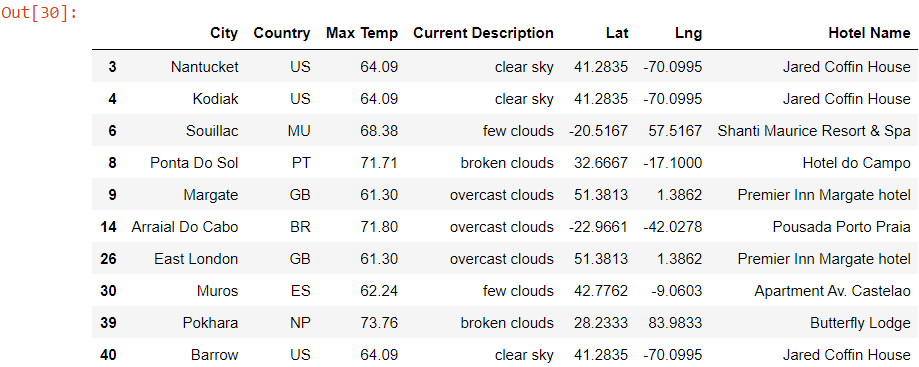 Out[30]:
City Country Max Temp Current Description Lat Lng Hotel Name
3 Nantucket US 64.09 clear sky 41.2835 -70.0995 Jared Coffin House
4 Kodiak US 64.09 clear sky 41.2835 -70.0995 Jared Coffin House
6 Souillac MU 68.38 few clouds -20.5167 57.5167 Shanti Maurice Resort & Spa
8 Ponta Do Sol PT 71.71 broken clouds 32.6667 -17.1000 Hotel do Campo
9 Margate GB 61.30 overcast clouds 51.3813 1.3862 Premier Inn Margate hotel
14 Arraial Do Cabo BR 71.80 overcast clouds -22.9661 -42.0278 Pousada Porto Praia
26 East London GB 61.30 overcast clouds 51.3813 1.3862 Premier Inn Margate hotel
30 Muros ES 62.24 few clouds 42.7762 -9.0603 Apartment Av. Castelao
39 Pokhara NP 73.76 broken clouds 28.2333 83.9833 Butterfly Lodge
40 Barrow US 64.09 clear sky 41.2835 -70.0995 Jared Coffin House